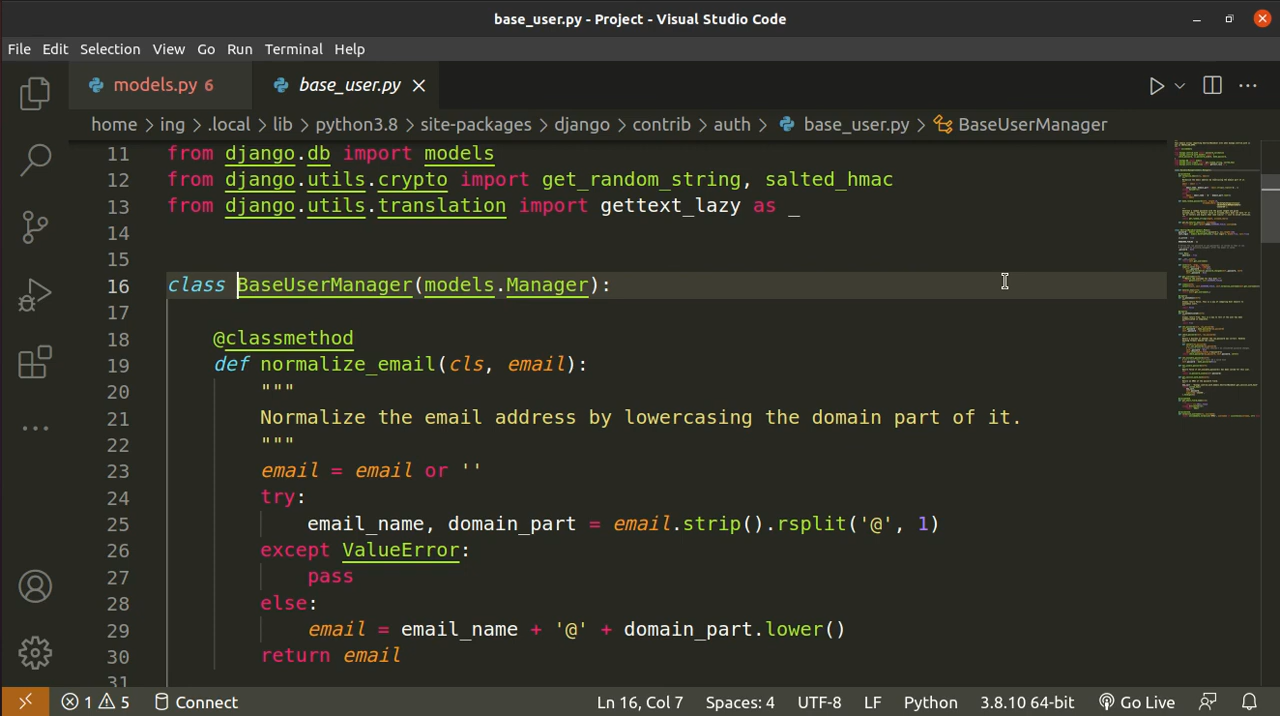 base_user.py - Project - Visual Studio Code
File Edit Selection View Go Run Terminal Help
models.py 6 base_user.py
home > ing > .local > lib > python3.8 > site-packages > django > contrib > auth > base_user.py > BaseUserManager
11 from django.db import models
12 from django.utils.crypto import get_random_string, salted_hmac
13 from django.utils.translation import gettext_lazy as _
14
15
16 class BaseUserManager(models.Manager):
17
18 @classmethod
19 def normalize_email(cls, email):
20 """
21 Normalize the email address by lowercasing the domain part of it.
22 """
23 email = email or ''
24 try:
25 email_name, domain_part = email.strip().rsplit('@', 1)
26 except ValueError:
27 pass
28 else:
29 email = email_name + '@' + domain_part.lower()
30 return email
31
1 5 Connect Ln 16, Col 7 Spaces: 4 UTF-8 LF Python 3.8.10 64-bit Go Live